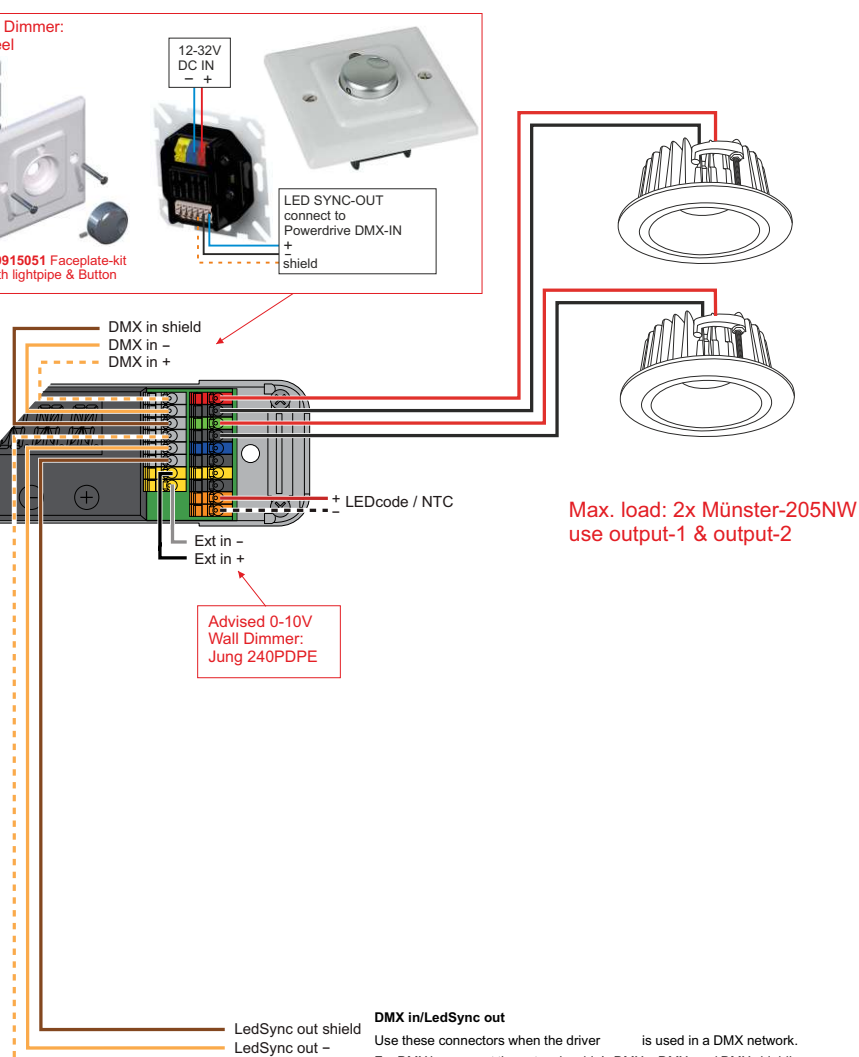 Dimmer:
12-32V
DC IN
− +
LED SYNC-OUT
connect to
Powerdrive DMX-IN
+
−
shield
915051 Faceplate-kit
lightpipe & Button
DMX in shield
DMX in −
DMX in +
+ LEDcode / NTC
−
Ext in −
Ext in +
Max. load: 2x Münster-205NW
use output-1 & output-2
Advised 0-10V
Wall Dimmer:
Jung 240PDPE
LedSync out shield
LedSync out −
DMX in/LedSync out
Use these connectors when the driver is used in a DMX network.